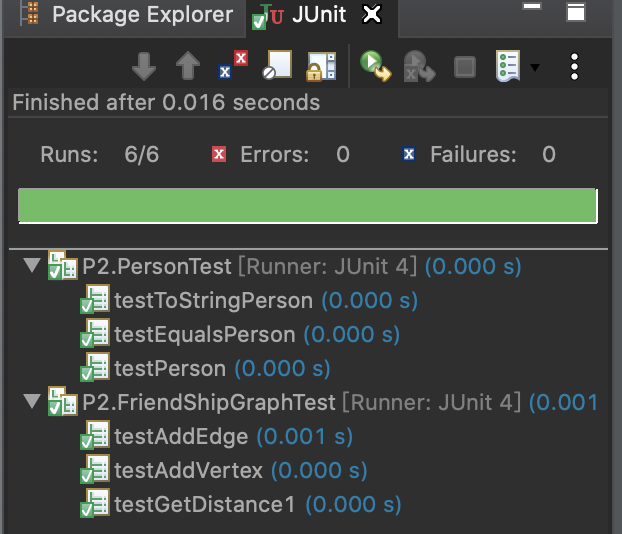 Package Explorer JUnit
Finished after 0.016 seconds
Runs: 6/6 Errors: 0 Failures: 0
P2.PersonTest [Runner: JUnit 4] (0.000 s)
testToStringPerson (0.000 s)
testEqualsPerson (0.000 s)
testPerson (0.000 s)
P2.FriendShipGraphTest [Runner: JUnit 4] (0.001
testAddEdge (0.001 s)
testAddVertex (0.000 s)
testGetDistance1 (0.000 s)